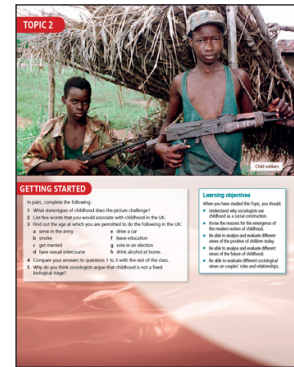 TOPIC 2
Child soldiers
GETTING STARTED
In pairs, complete the following:
1 What stereotypes of childhood does the picture challenge?
2 List five words that you would associate with childhood in the UK.
3 Find out the age at which you are permitted to do the following in the UK:
a serve in the army
b smoke
c get married
d have sexual intercourse
e drive a car
f leave education
g vote in an election
h drink alcohol at home.
4 Compare your answers to questions 1 to 3 with the rest of the class.
5 Why do you think sociologists argue that childhood is not a fixed
biological stage?
Learning objectives
When you have studied this Topic, you should:
• Understand why sociologists see
childhood as a social construction.
• Know the reasons for the emergence of
the modern notion of childhood.
• Be able to analyse and evaluate different
views of the position of children today.
• Be able to analyse and evaluate different
views of the future of childhood.
• Be able to evaluate different sociological
views on couples' roles and relationships.